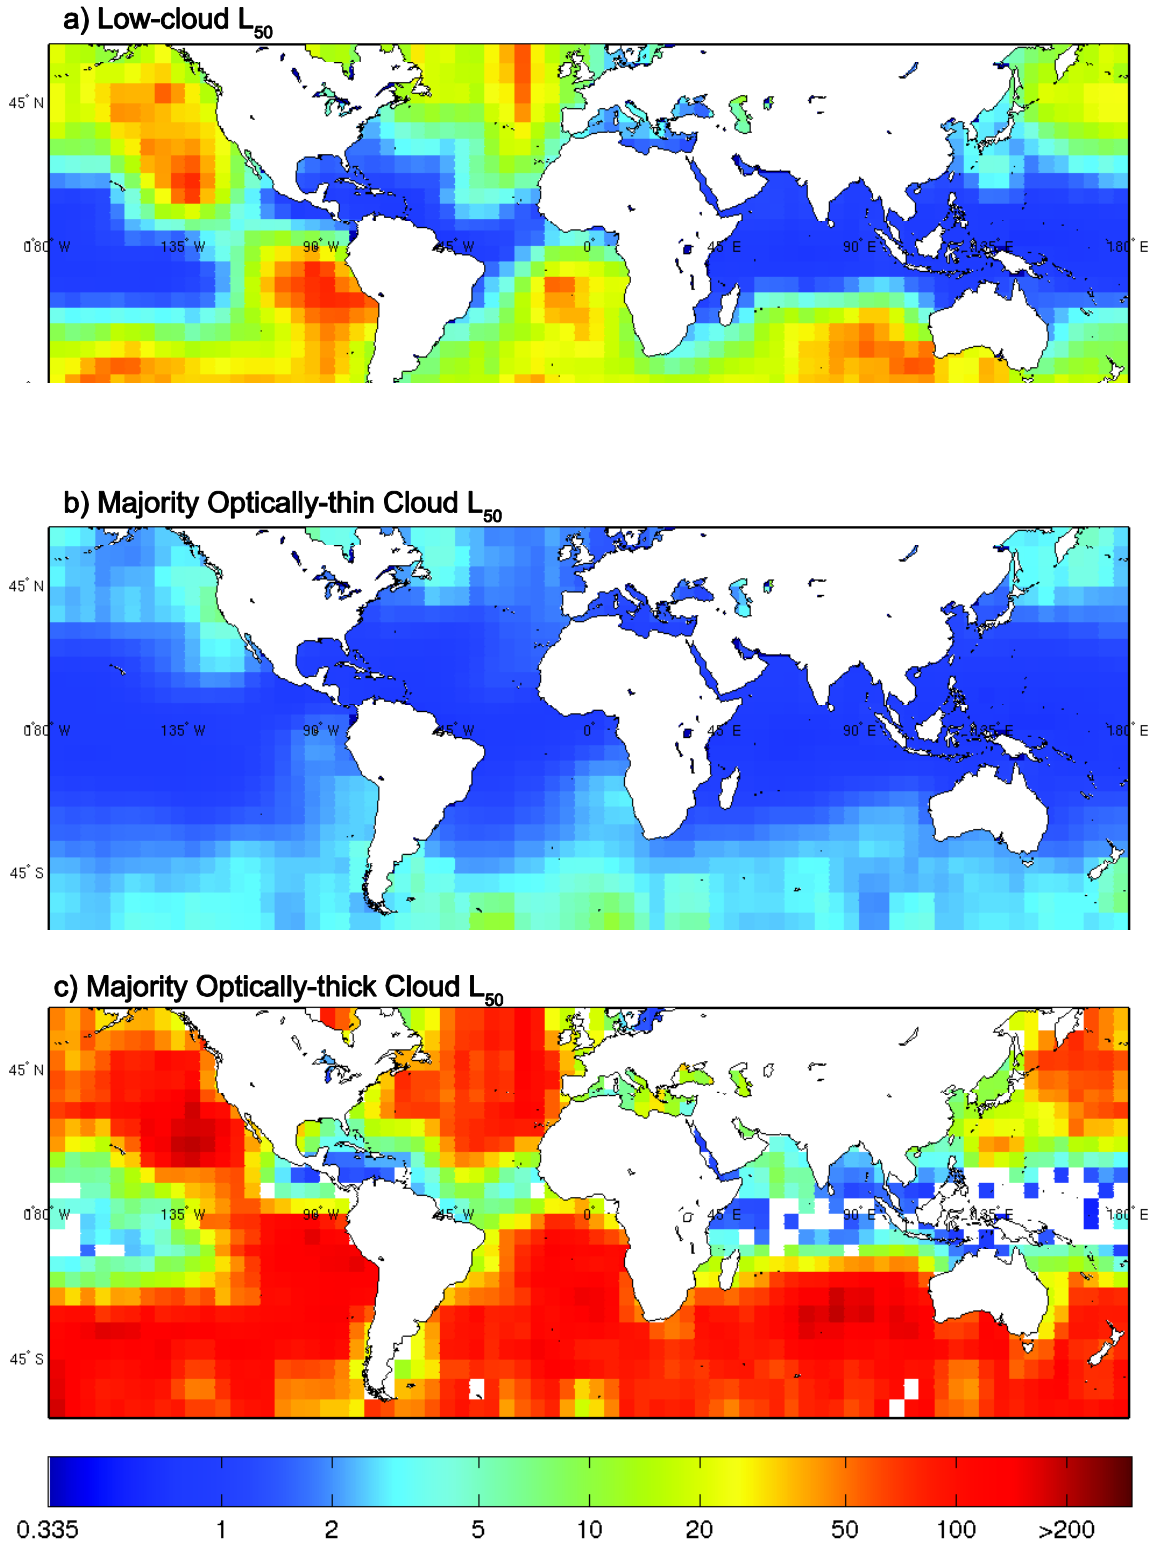 a) Low-cloud L50
45° N
0°80° W 135° W 90° W 45° W 0° 45° E 90° E 135° E 180° E
b) Majority Optically-thin Cloud L50
45° N
0°80° W 135° W 90° W 45° W 0° 45° E 90° E 135° E 180° E
45° S
c) Majority Optically-thick Cloud L50
45° N
0°80° W 135° W 90° W 45° W 0° 45° E 90° E 135° E 180° E
45° S
0.335 1 2 5 10 20 50 100 >200